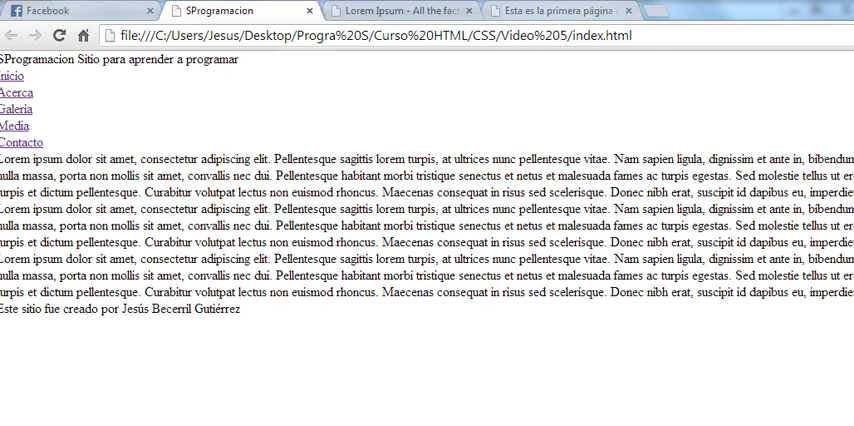 Facebook
SProgramacion
Lorem Ipsum - All the fact
Esta es la primera página
file:///C:/Users/Jesus/Desktop/Progra%20S/Curso%20HTML/CSS/Video%205/index.html
SProgramacion Sitio para aprender a programar
Inicio
Acerca
Galeria
Media
Contacto
Lorem ipsum dolor sit amet, consectetur adipiscing elit. Pellentesque sagittis lorem turpis, at ultrices nunc pellentesque vitae. Nam sapien ligula, dignissim et ante in, bibendum
nulla massa, porta non mollis sit amet, convallis nec dui. Pellentesque habitant morbi tristique senectus et netus et malesuada fames ac turpis egestas. Sed molestie tellus ut er
turpis et dictum pellentesque. Curabitur volutpat lectus non euismod rhoncus. Maecenas consequat in risus sed scelerisque. Donec nibh erat, suscipit id dapibus eu, imperdie
Lorem ipsum dolor sit amet, consectetur adipiscing elit. Pellentesque sagittis lorem turpis, at ultrices nunc pellentesque vitae. Nam sapien ligula, dignissim et ante in, bibendum
nulla massa, porta non mollis sit amet, convallis nec dui. Pellentesque habitant morbi tristique senectus et netus et malesuada fames ac turpis egestas. Sed molestie tellus ut er
turpis et dictum pellentesque. Curabitur volutpat lectus non euismod rhoncus. Maecenas consequat in risus sed scelerisque. Donec nibh erat, suscipit id dapibus eu, imperdie
Lorem ipsum dolor sit amet, consectetur adipiscing elit. Pellentesque sagittis lorem turpis, at ultrices nunc pellentesque vitae. Nam sapien ligula, dignissim et ante in, bibendum
nulla massa, porta non mollis sit amet, convallis nec dui. Pellentesque habitant morbi tristique senectus et netus et malesuada fames ac turpis egestas. Sed molestie tellus ut er
turpis et dictum pellentesque. Curabitur volutpat lectus non euismod rhoncus. Maecenas consequat in risus sed scelerisque. Donec nibh erat, suscipit id dapibus eu, imperdie
Este sitio fue creado por Jesús Becerril Gutiérrez